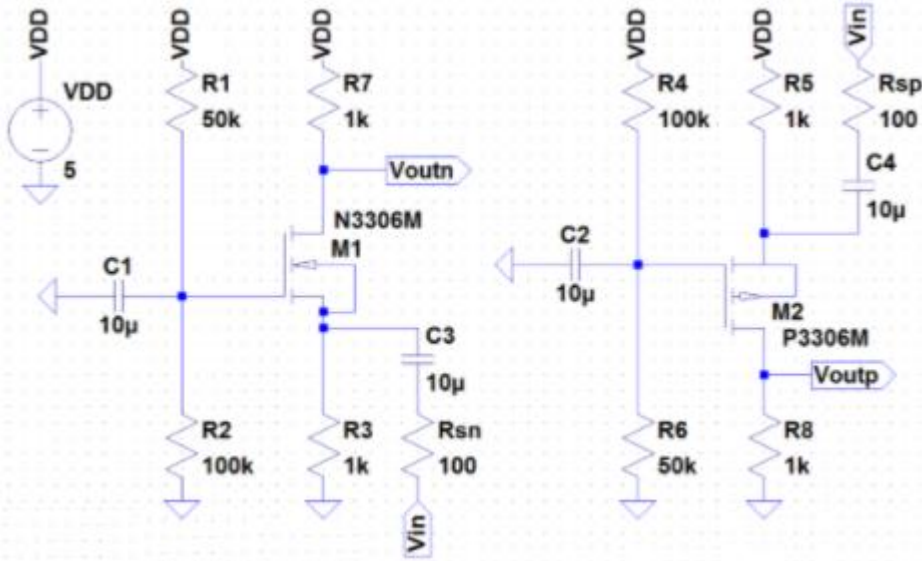 VDD
VDD
5
VDD
R1
50k
VDD
R7
1k
Voutn
N3306M
M1
C1
10µ
C3
10µ
R2
100k
R3
1k
Rsn
100
Vin
VDD
R4
100k
VDD
R5
1k
Vin
Rsp
100
C4
10µ
C2
10µ
M2
P3306M
Voutp
R6
50k
R8
1k